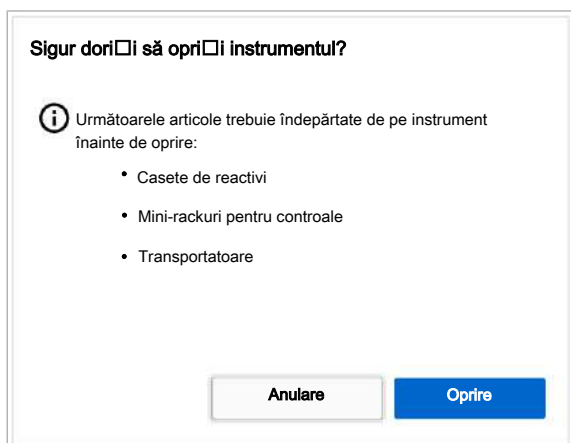 Sigur dori□i să opri□i instrumentul?
Următoarele articole trebuie îndepărtate de pe instrument
înainte de oprire:
• Casete de reactivi
• Mini-rackuri pentru controale
• Transportatoare
Anulare
Oprire